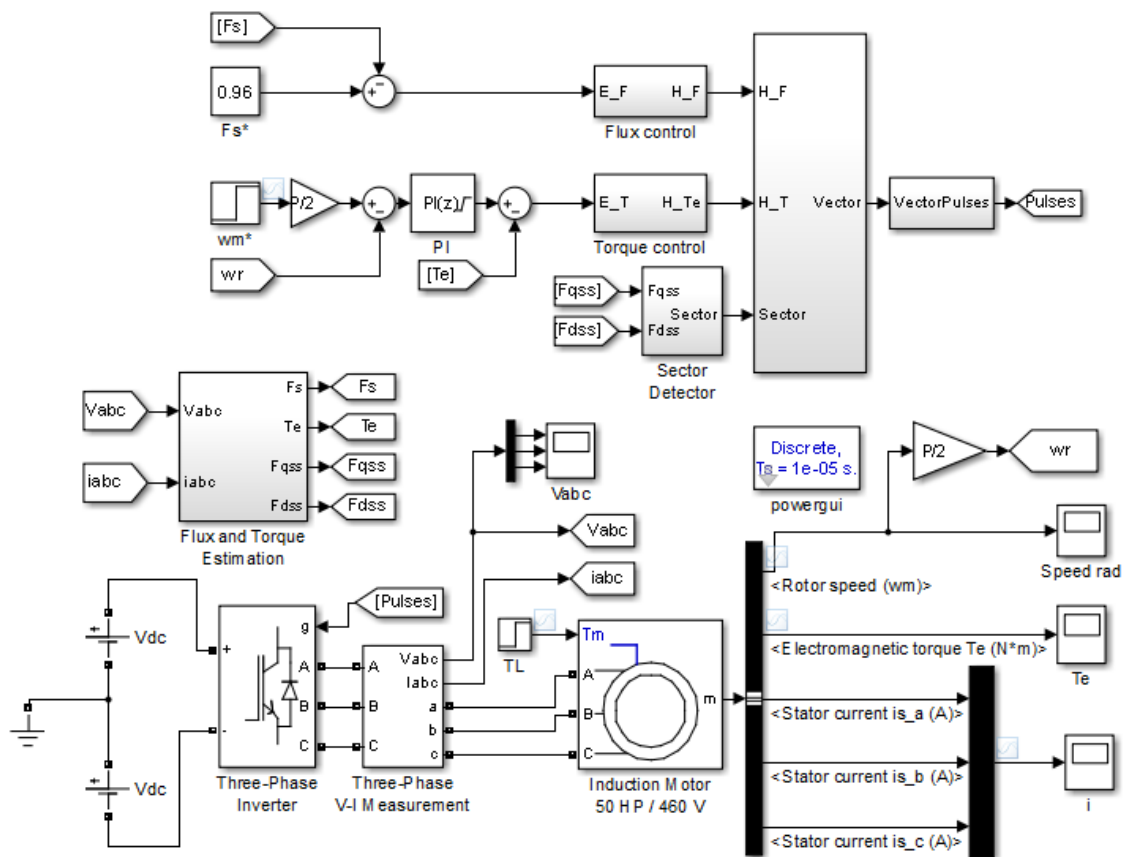 [Fs]
0.96
Fs*
E_F H_F
Flux control
H_F
wm*
P/2
wr
PI(z)
PI
[Te]
E_T H_Te
Torque control
H_T
Vector
VectorPulses
Pulses
[Fqss]
[Fdss]
Fqss
Sector
Fdss
Sector
Detector
Sector
Vabc
iabc
Vabc
iabc
Fs
Te
Fqss
Fdss
Fs
Te
Fqss
Fdss
Flux and Torque
Estimation
Vabc
Vabc
iabc
Discrete,
Ts = 1e-05 s.
powergui
P/2
wr
Speed rad
<Rotor speed (wm)>
<Electromagnetic torque Te (N*m)>
Te
<Stator current is_a (A)>
<Stator current is_b (A)>
<Stator current is_c (A)>
i
Vdc
Vdc
[Pulses]
g
+
-
A
B
C
Three-Phase
Inverter
A
B
C
Vabc
Iabc
a
b
c
Three-Phase
V-I Measurement
TL
Tm
A
B
C
m
Induction Motor
50 HP / 460 V